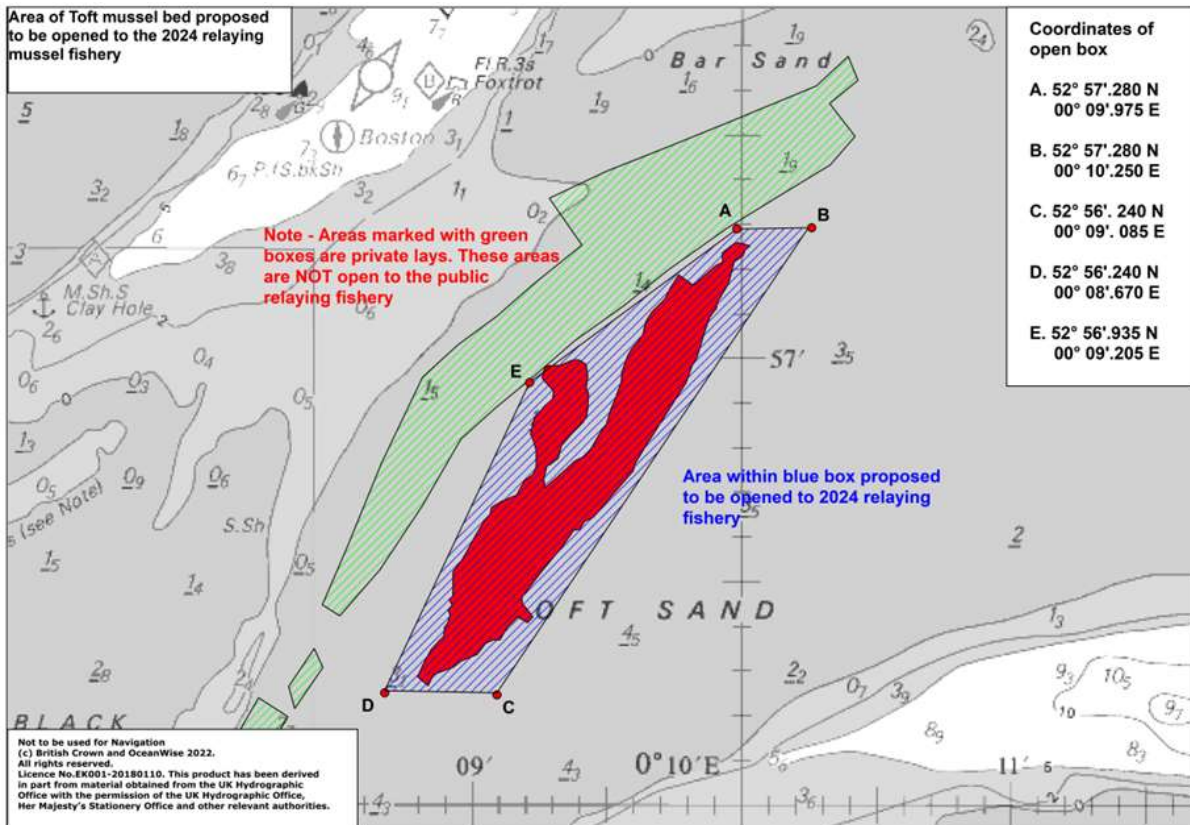 Area of Toft mussel bed proposed
to be opened to the 2024 relaying
mussel fishery
Coordinates of
open box
A. 52° 57'.280 N
00° 09'.975 E
B. 52° 57'.280 N
00° 10'.250 E
C. 52° 56'. 240 N
00° 09'. 085 E
D. 52° 56'.240 N
00° 08'.670 E
E. 52° 56'.935 N
00° 09'.205 E
Bar Sand
Fl R.3s
Foxtrot
Boston
P.fS.bkSh
M.Sh.S
Clay Hole
Note - Areas marked with green
boxes are private lays. These areas
are NOT open to the public
relaying fishery
A
B
E
57'
Area within blue box proposed
to be opened to 2024 relaying
fishery
(see Note)
S.Sh
OFT SAND
D
C
BLACK
09'
0°10'E
11'
Not to be used for Navigation
(c) British Crown and OceanWise 2022.
All rights reserved.
Licence No.EK001-20180110. This product has been derived
in part from material obtained from the UK Hydrographic
Office with the permission of the UK Hydrographic Office,
Her Majesty's Stationery Office and other relevant authorities.